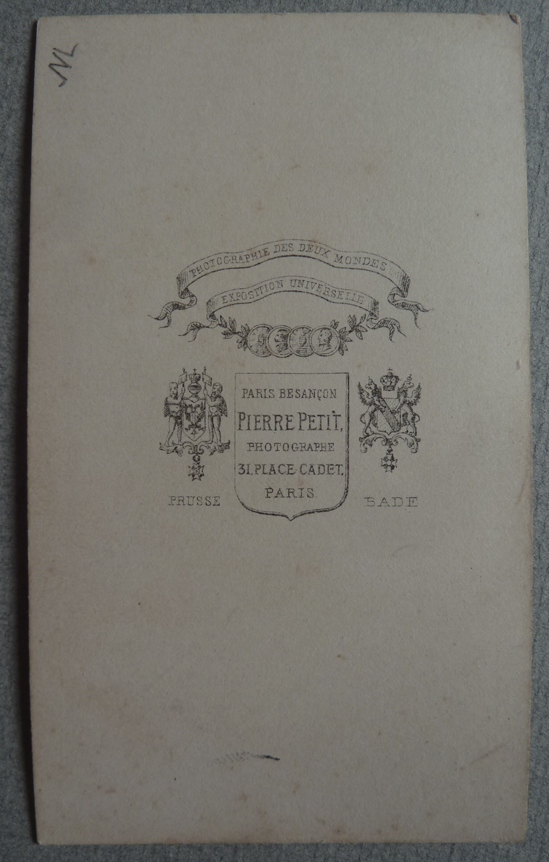 PHOTOGRAPHIE DES DEUX MONDES
EXPOSITION UNIVERSELLE
PARIS, BESANÇON
PIERRE PETIT,
PHOTOGRAPHE
31, PLACE CADET,
PARIS
PRUSSE
BADE